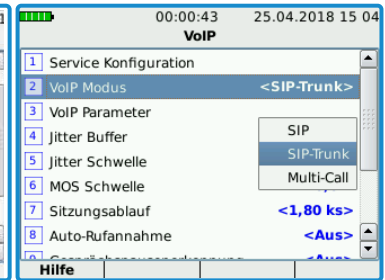 00:00:43 25.04.2018 15 04
VoIP
1 Service Konfiguration
2 VoIP Modus <SIP-Trunk>
3 VoIP Parameter
SIP
4 Jitter Buffer
SIP-Trunk
5 Jitter Schwelle
Multi-Call
6 MOS Schwelle
7 Sitzungsablauf <1,80 ks>
8 Auto-Rufannahme <Aus>
Hilfe